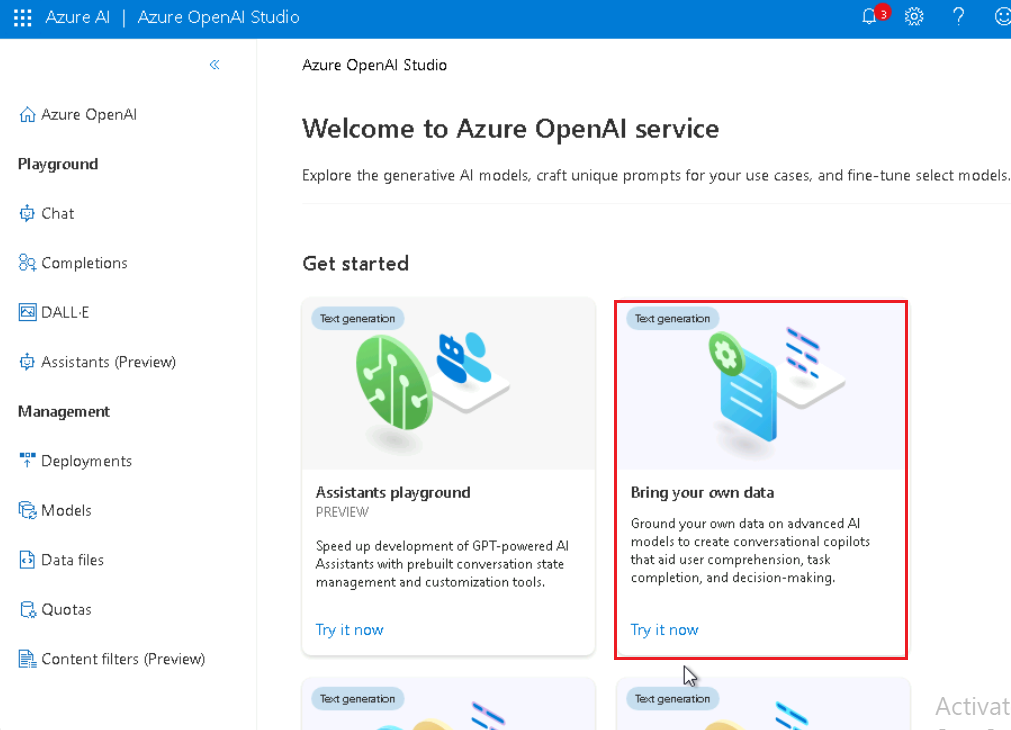 Azure AI | Azure OpenAI Studio
3
?
«
Azure OpenAI Studio
Azure OpenAI
Welcome to Azure OpenAI service
Playground
Explore the generative AI models, craft unique prompts for your use cases, and fine-tune select models.
Chat
Completions
DALL·E
Assistants (Preview)
Management
Deployments
Models
Data files
Quotas
Content filters (Preview)
Get started
Text generation
Assistants playground
PREVIEW
Speed up development of GPT-powered AI
Assistants with prebuilt conversation state
management and customization tools.
Try it now
Text generation
Bring your own data
Ground your own data on advanced AI
models to create conversational copilots
that aid user comprehension, task
completion, and decision-making.
Try it now
Text generation
Text generation
Activat